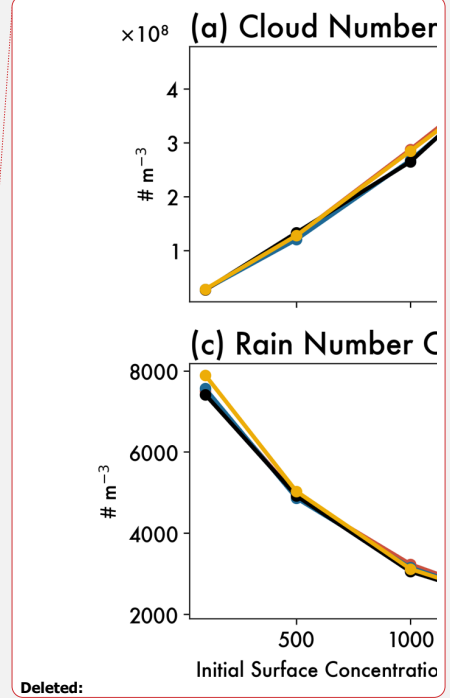 ×10⁸ (a) Cloud Number
4
3
2
1
# m⁻³
(c) Rain Number
8000
6000
4000
2000
# m⁻³
500 1000
Initial Surface
Deleted: